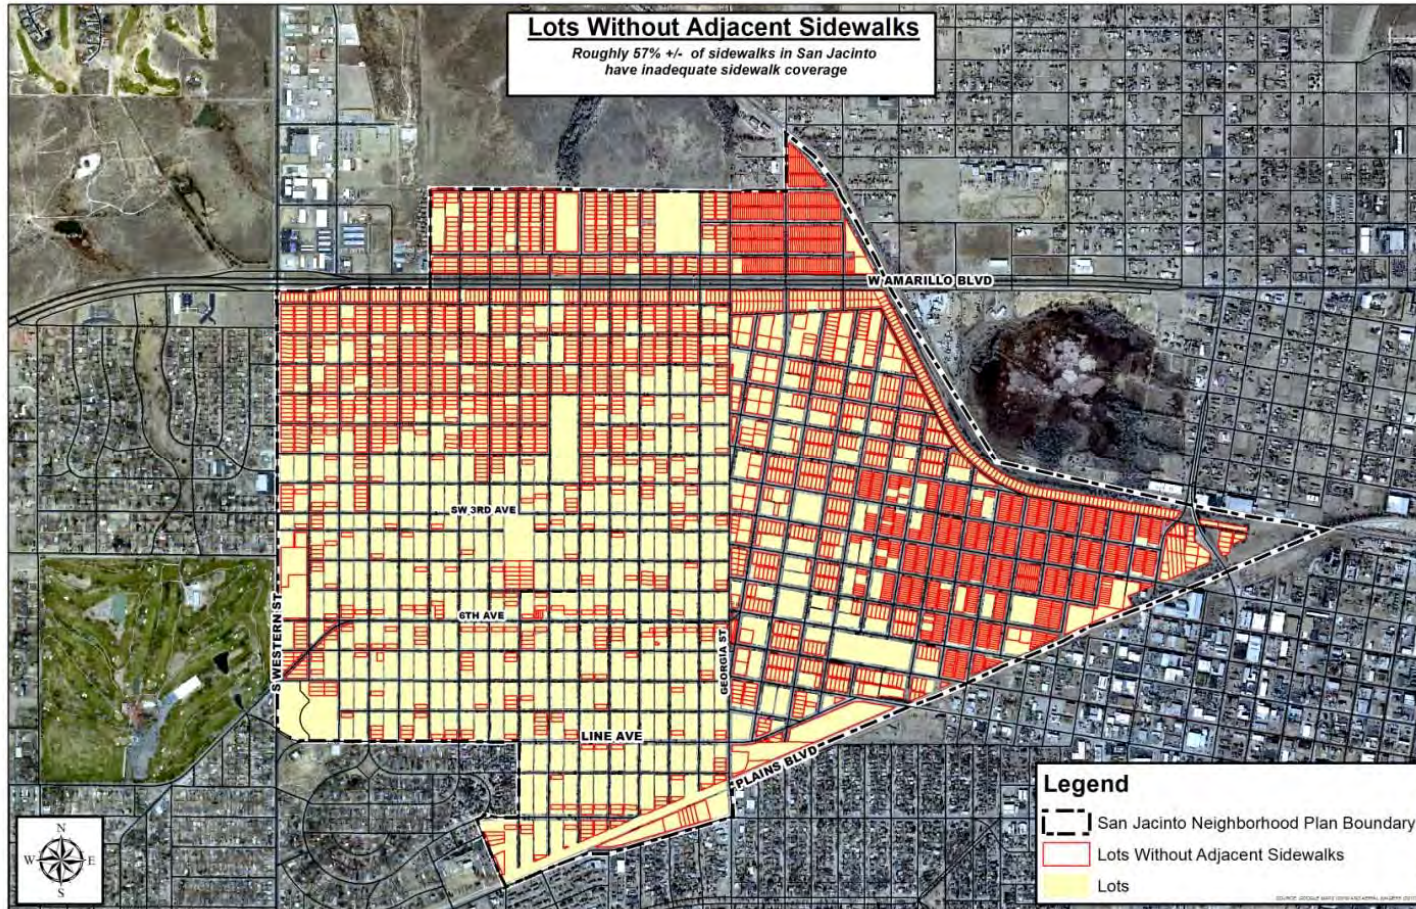 Lots Without Adjacent Sidewalks
Roughly 57% +/- of sidewalks in San Jacinto
have inadequate sidewalk coverage
W AMARILLO BLVD
SW 3RD AVE
6TH AVE
S WESTERN ST
GEORGIA ST
LINE AVE
PLAINS BLVD
N
W
E
S
Legend
San Jacinto Neighborhood Plan Boundary
Lots Without Adjacent Sidewalks
Lots